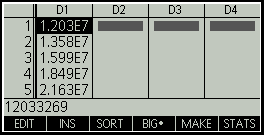 D1 D2 D3 D4
1 1.203E7
2 1.358E7
3 1.599E7
4 1.849E7
5 2.163E7
12033269
EDIT INS SORT BIG• MAKE STATS